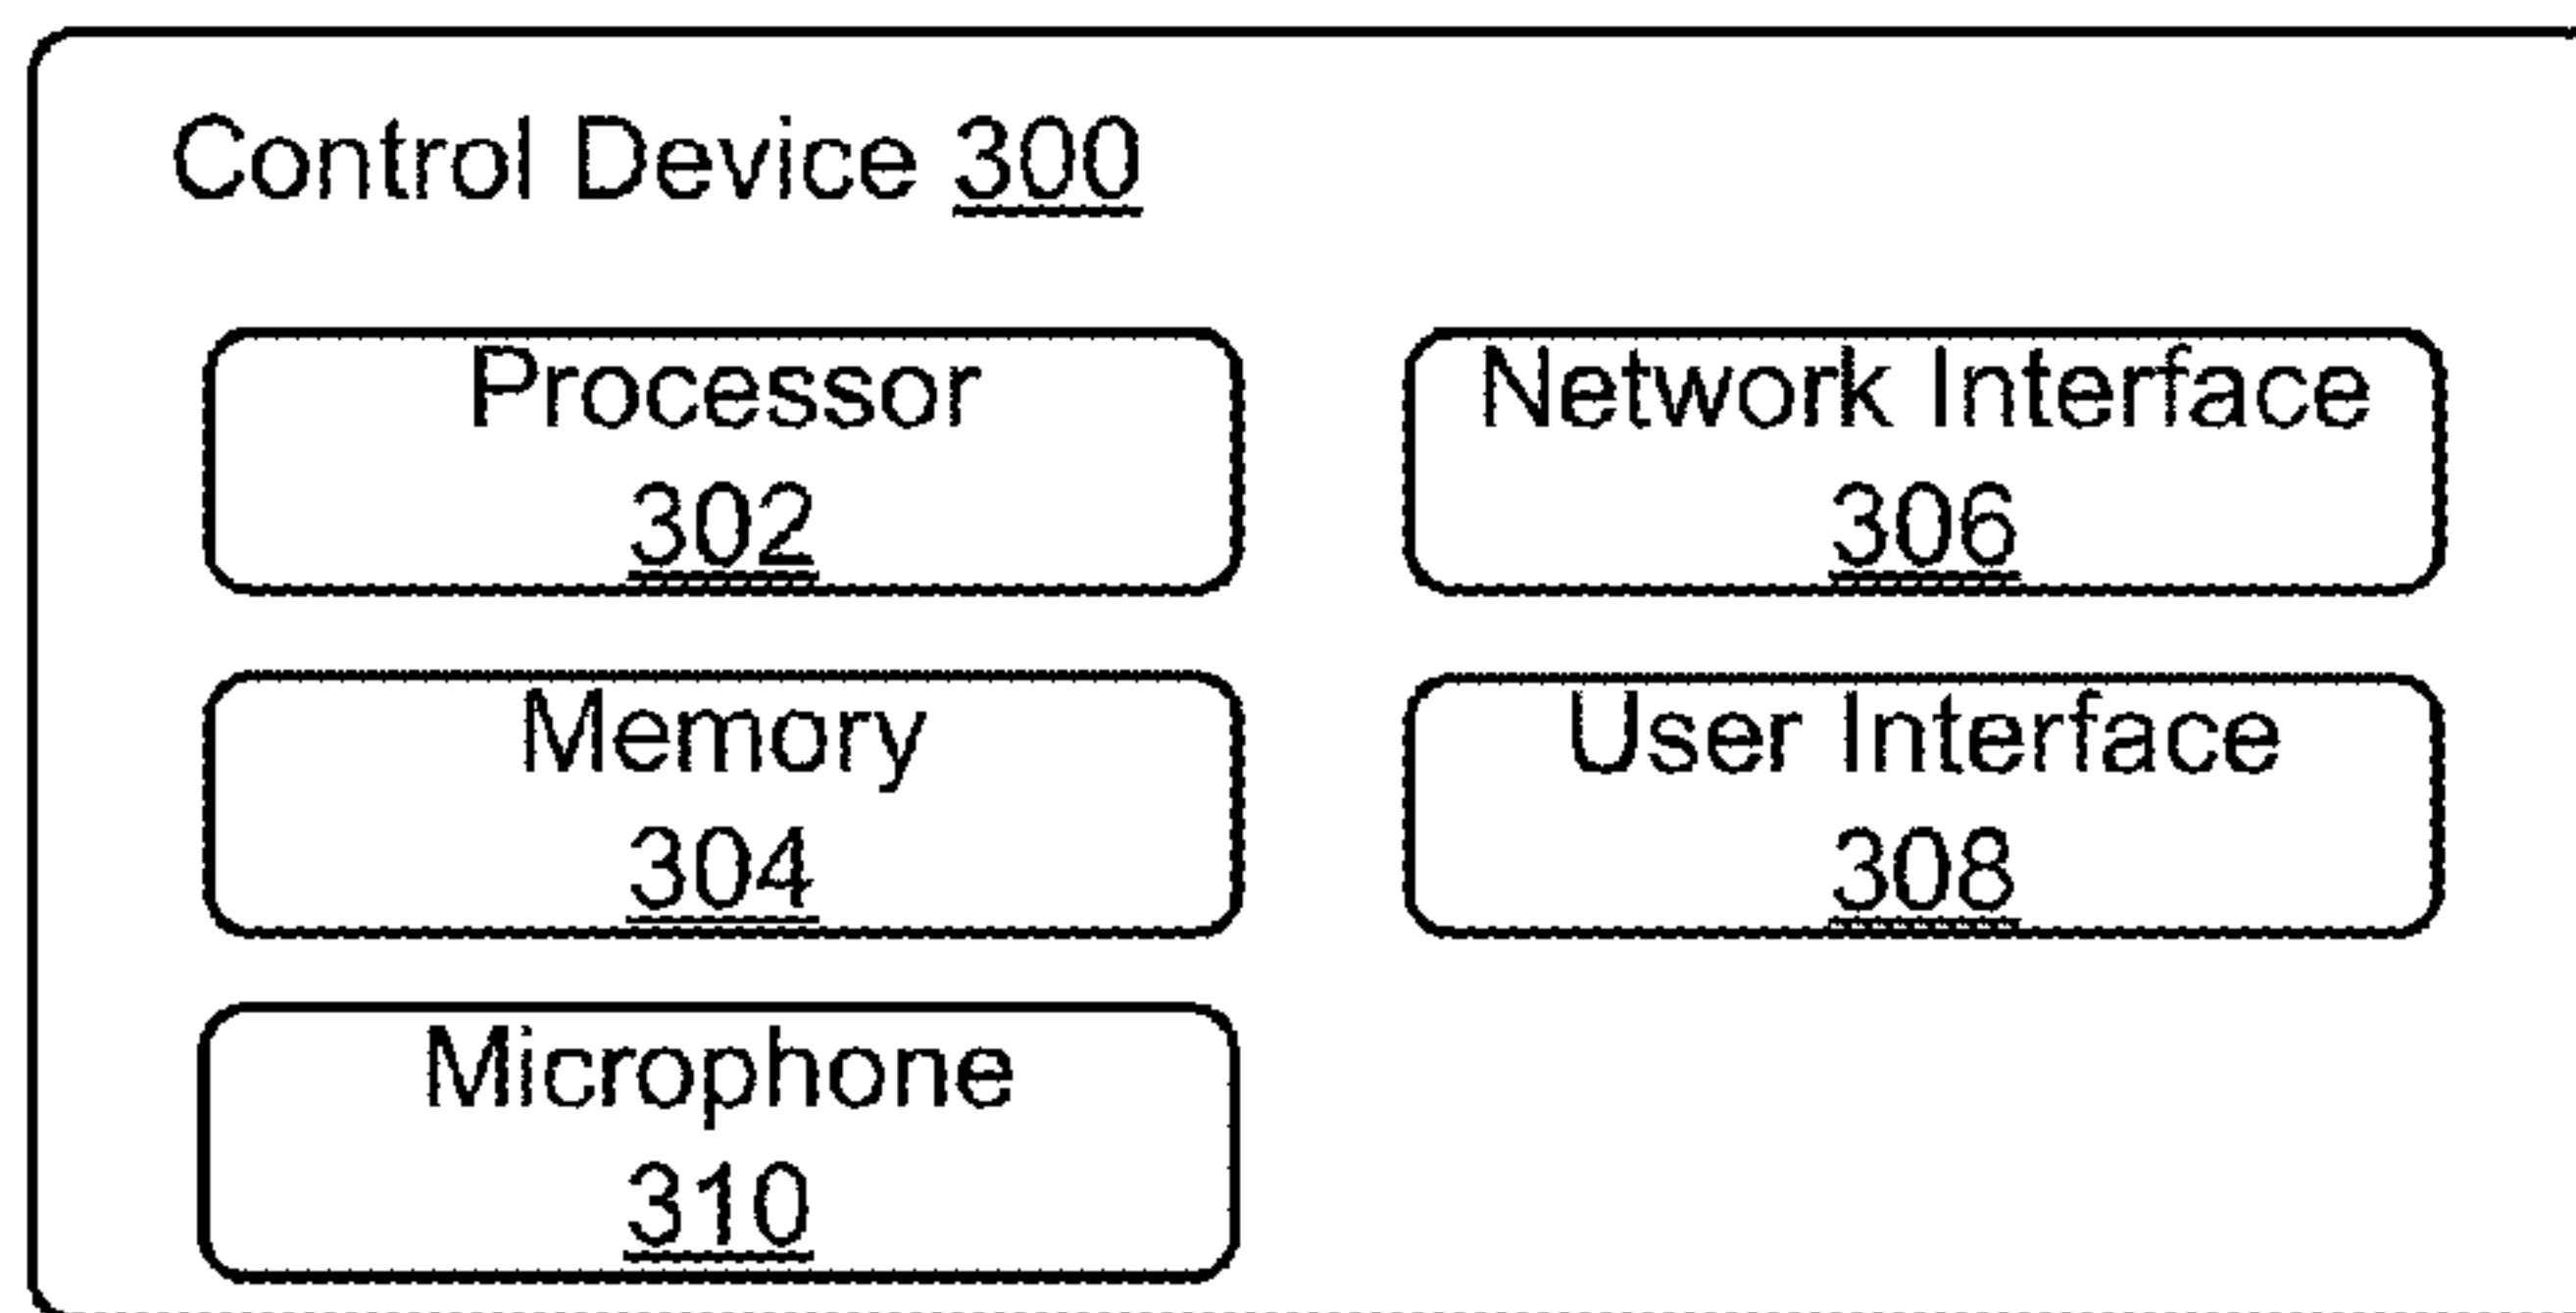 Control Device 300
Processor
302
Network Interface
306
Memory
304
User Interface
308
Microphone
310